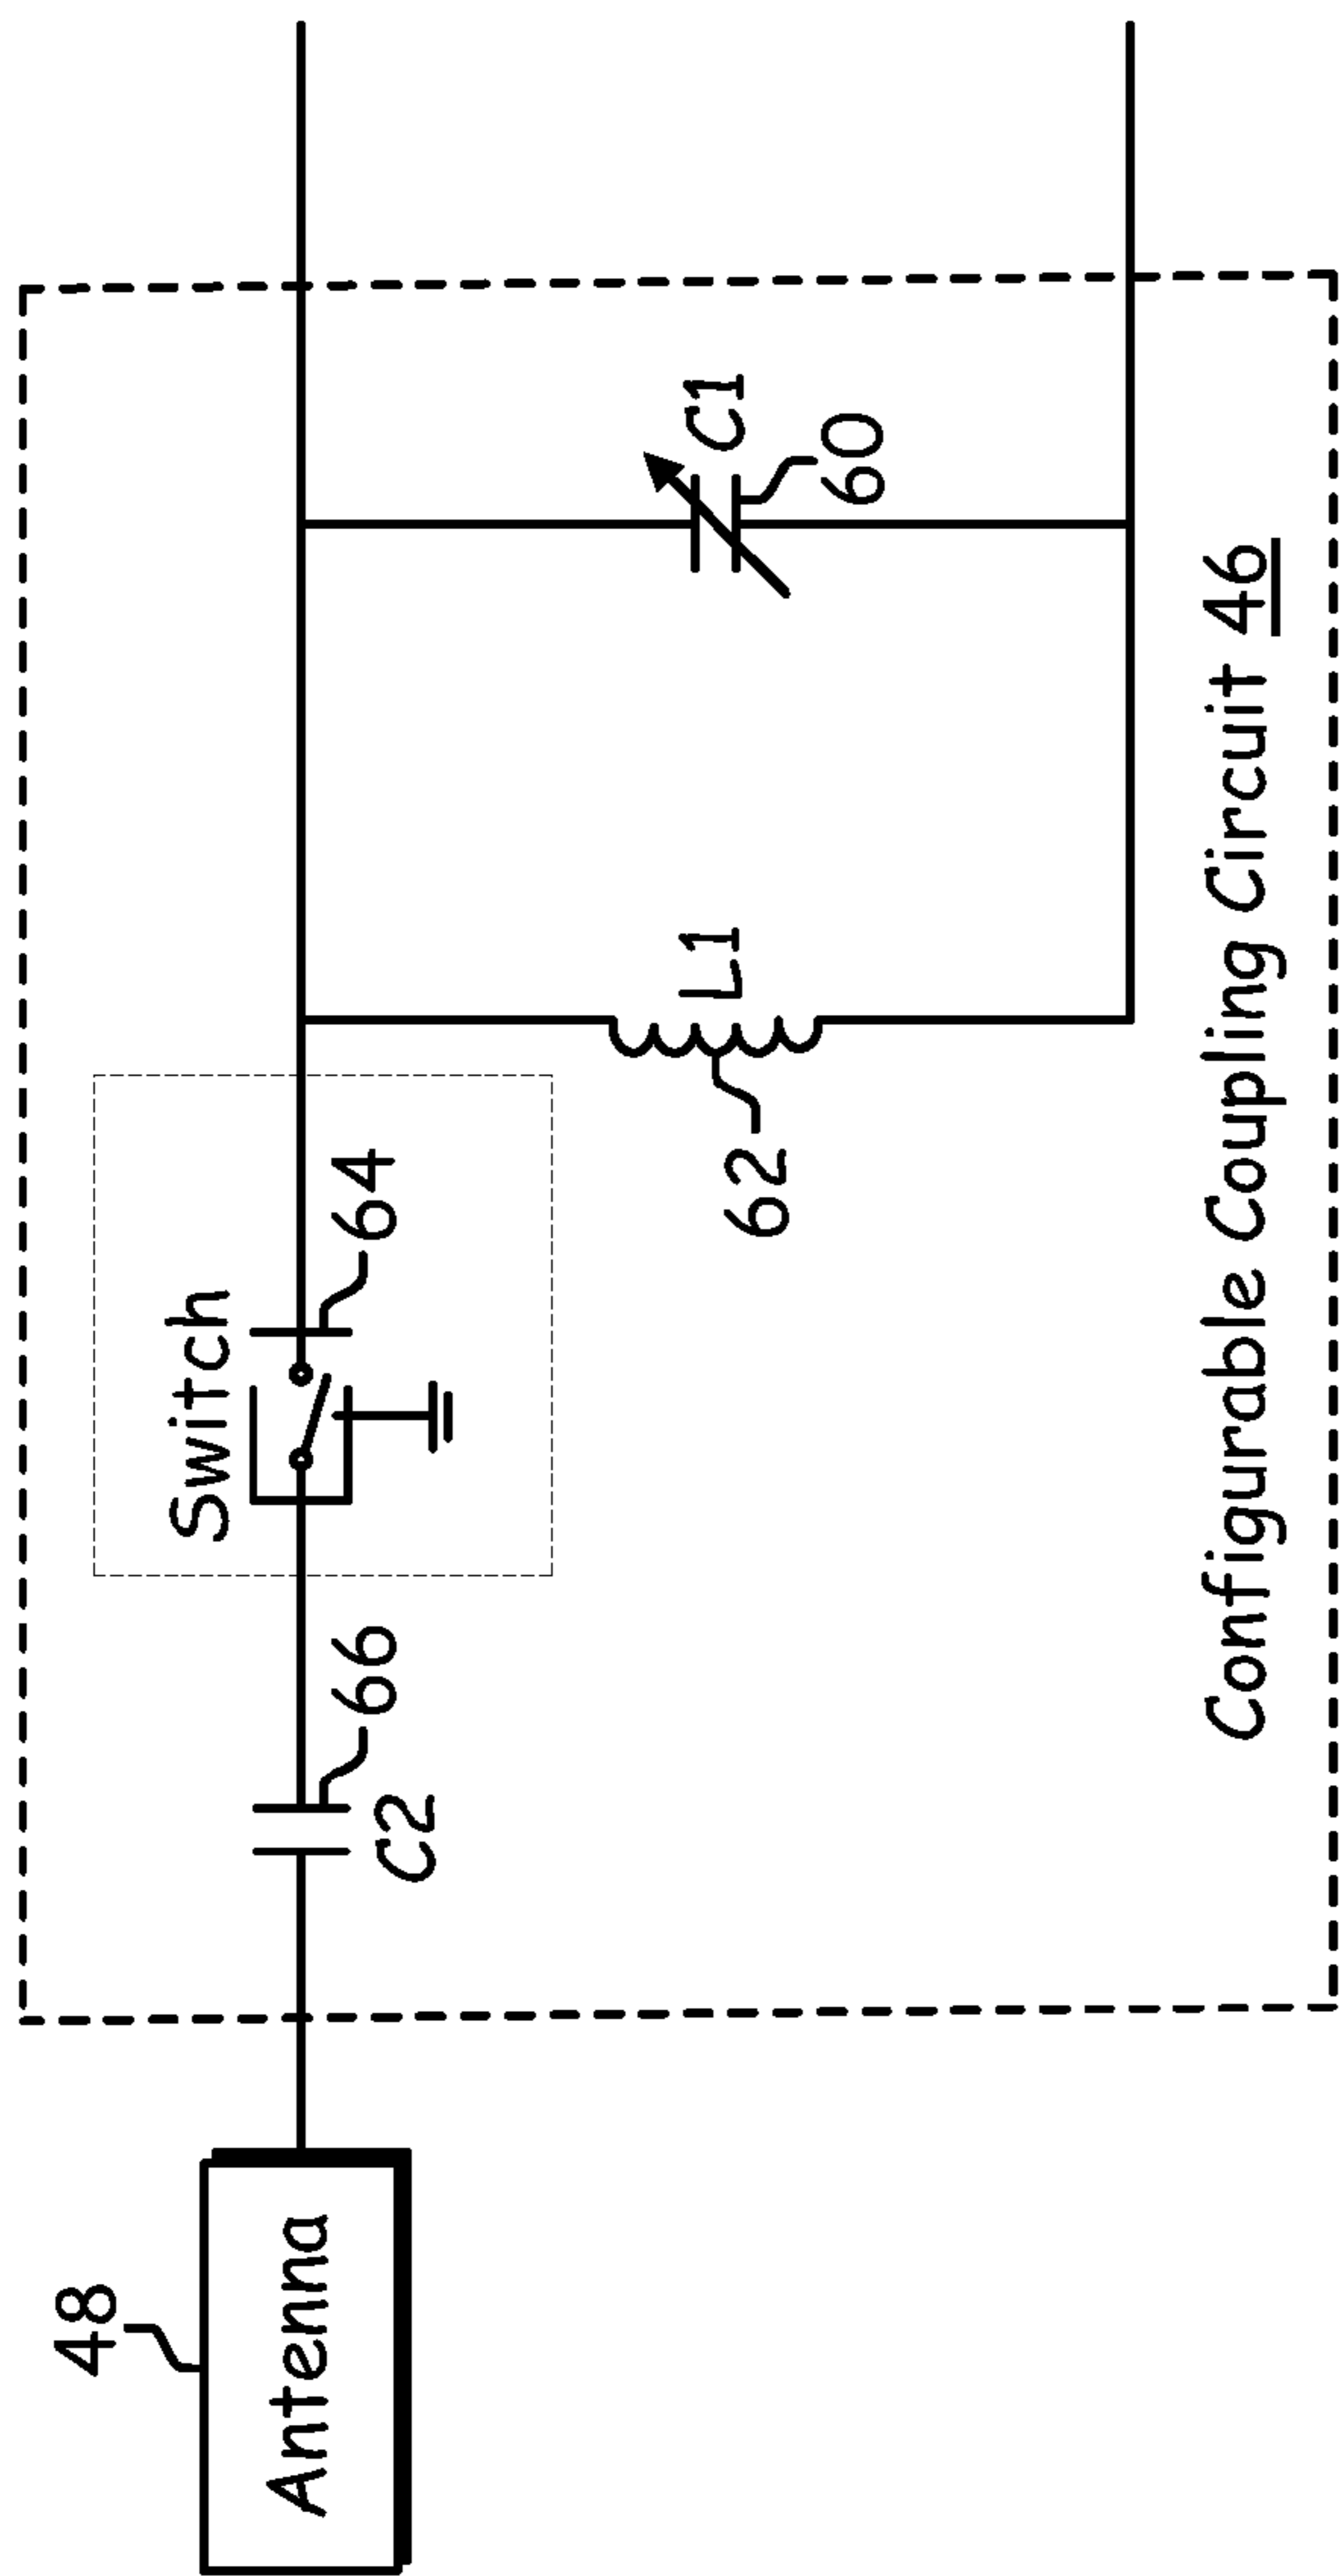 48
Antenna
C2
66
Switch
64
62
L1
C1
60
Configurable Coupling Circuit 46